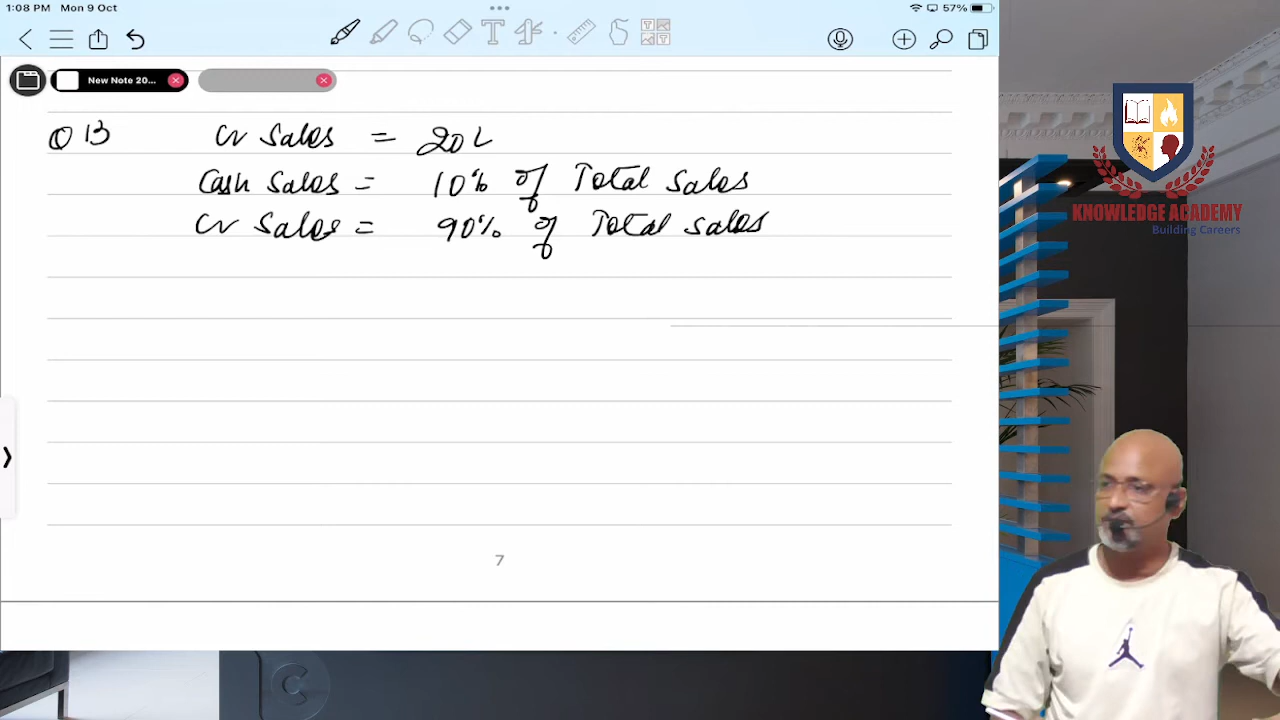 1:08 PM Mon 9 Oct
57%
New Note 20...
Q 13 Cr Sales = 20 L
Cash Sales = 10% of Total Sales
Cr Sales = 90% of Total Sales
7
KNOWLEDGE ACADEMY
Building Careers